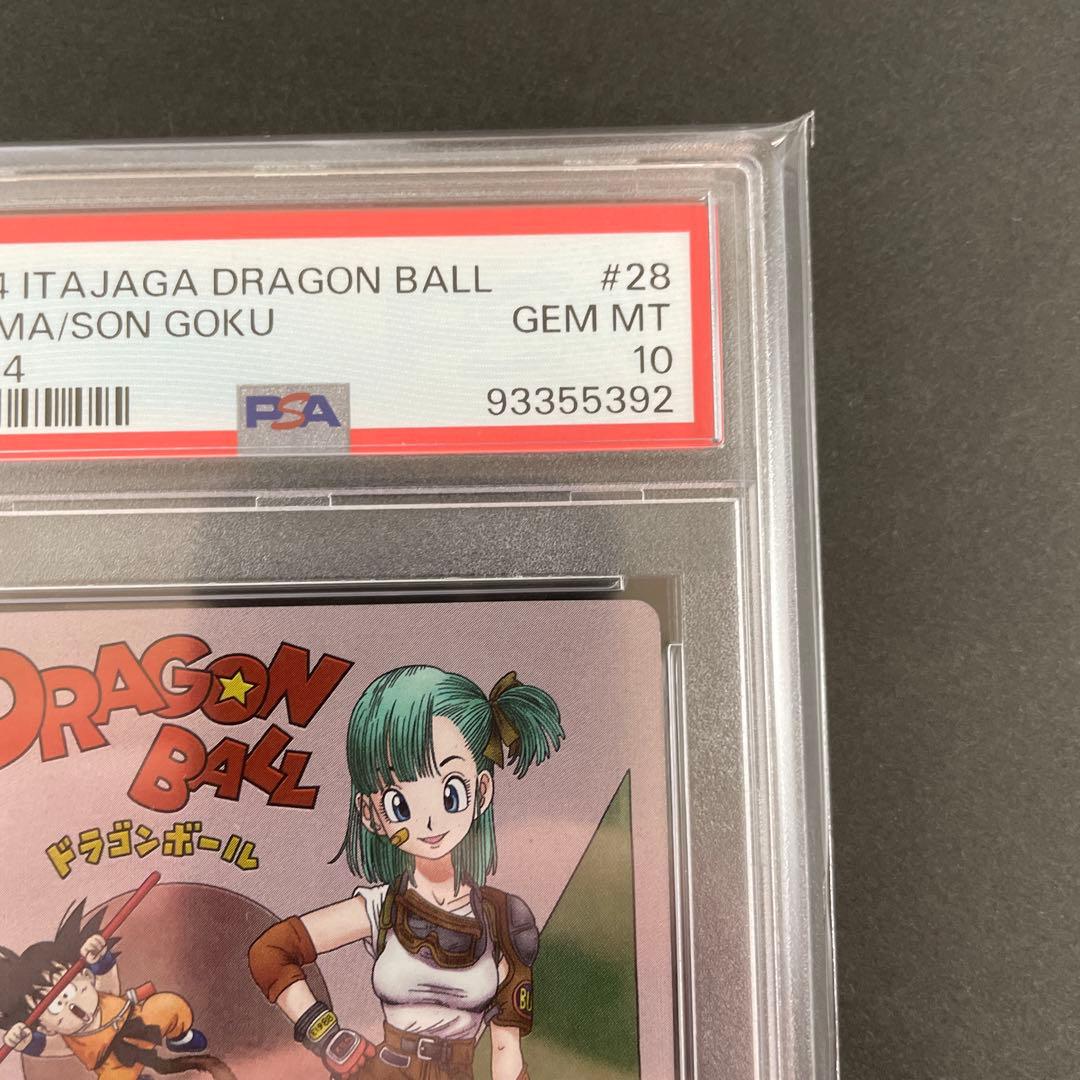 4 ITAJAGA DRAGON BALL #28
MA/SON GOKU GEM MT
4 10
PSA 93355392
DRAGON
BALL
ドラゴンボール
BU